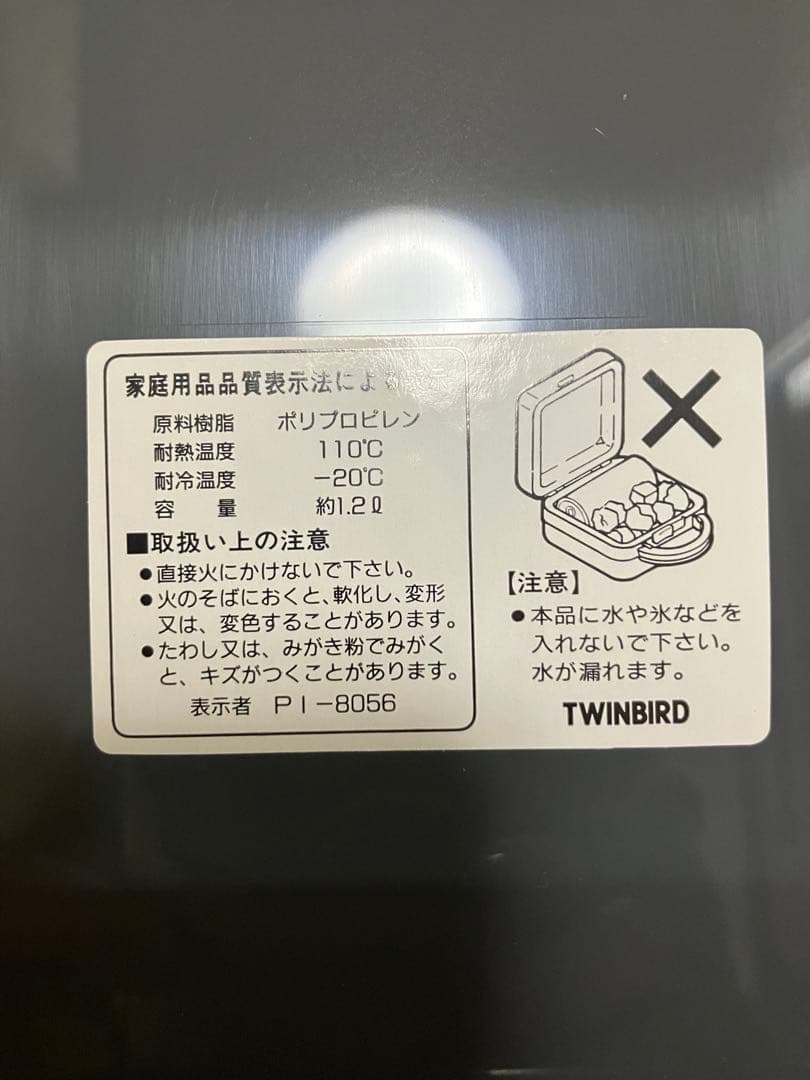 家庭用品品質表示法による表示
原料樹脂 ポリプロピレン
耐熱温度 110℃
耐冷温度 -20℃
容量 約1.2ℓ
■取扱い上の注意
●直接火にかけないで下さい。
●火のそばにおくと、軟化し、変形
又は、変色することがあります。
●たわし又は、みがき粉でみがく
と、キズがつくことがあります。
表示者 PI-8056
【注意】
●本品に水や氷などを
入れないで下さい。
水が漏れます。
TWINBIRD